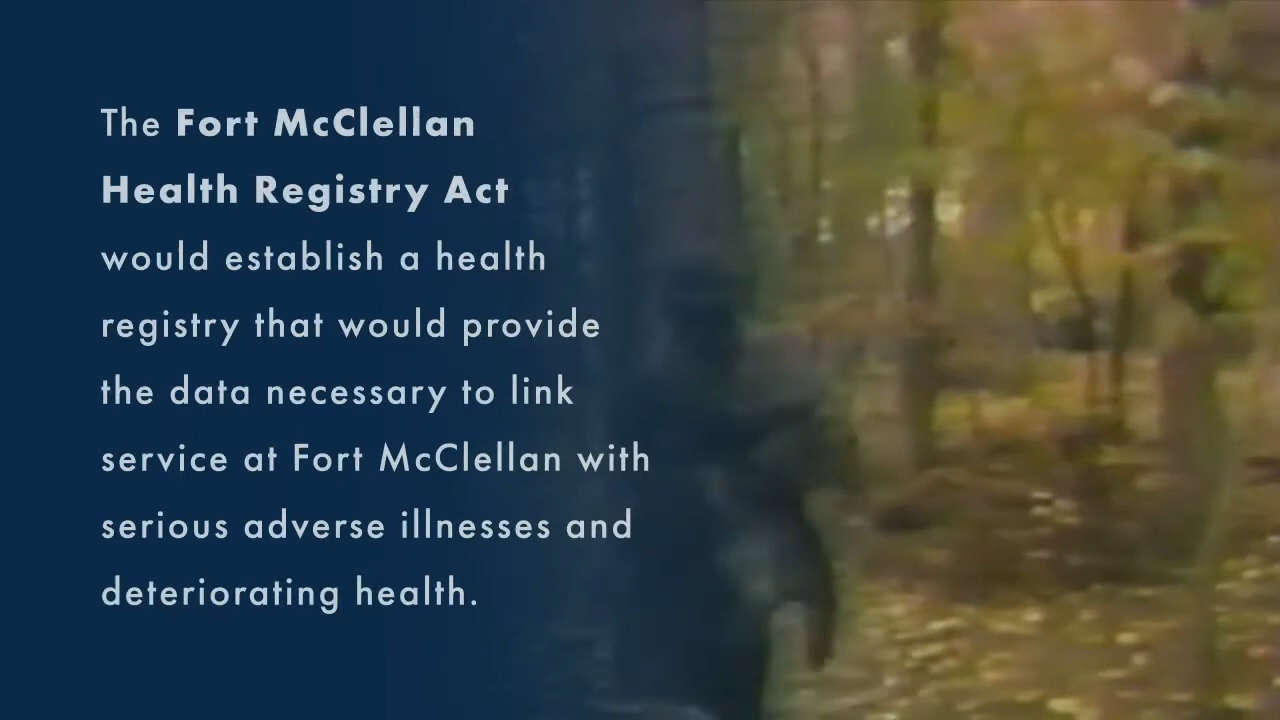 The Fort McClellan
Health Registry Act
would establish a health
registry that would provide
the data necessary to link
service at Fort McClellan with
serious adverse illnesses and
deteriorating health.